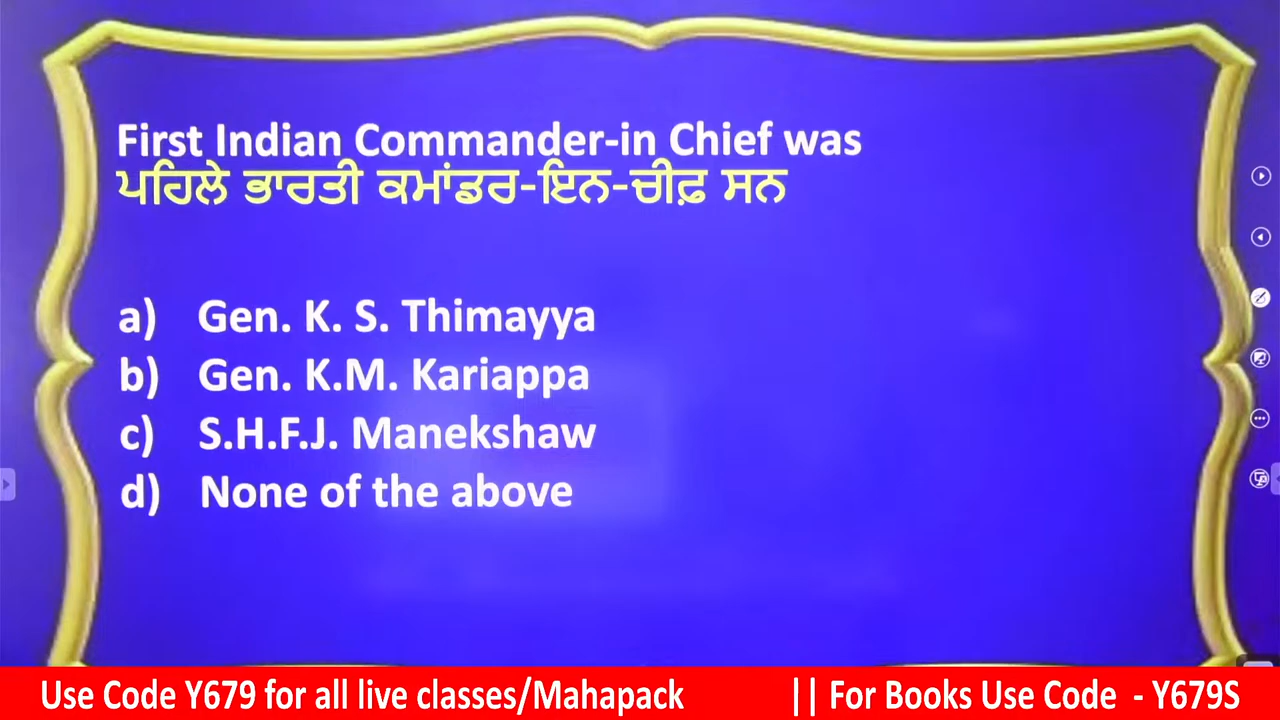 First Indian Commander-in Chief was
ਪਹਿਲੇ ਭਾਰਤੀ ਕਮਾਂਡਰ-ਇਨ-ਚੀਫ਼ ਸਨ
a) Gen. K. S. Thimayya
b) Gen. K.M. Kariappa
c) S.H.F.J. Manekshaw
d) None of the above
Use Code Y679 for all live classes/Mahapack || For Books Use Code - Y679S